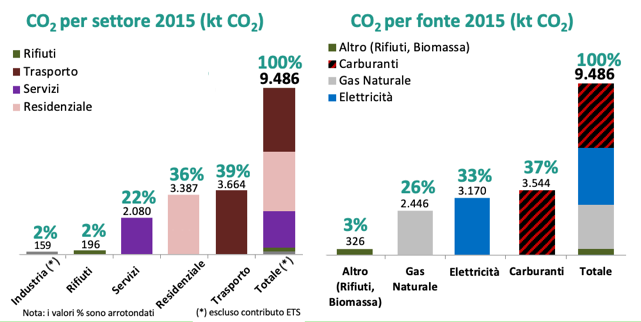 CO2 per settore 2015 (kt CO2)
Rifiuti
Trasporto
Servizi
Residenziale
100%
9.486
39%
3.664
36%
3.387
22%
2.080
2%
196
2%
159
Industria (*)
Rifiuti
Servizi
Residenziale
Trasporto
Totale (*)
Nota: i valori % sono arrotondati
(*) escluso contributo ETS
CO2 per fonte 2015 (kt CO2)
Altro (Rifiuti, Biomassa)
Carburanti
Gas Naturale
Elettricità
100%
9.486
37%
3.544
33%
3.170
26%
2.446
3%
326
Altro
(Rifiuti,
Biomassa)
Gas
Naturale
Elettricità
Carburanti
Totale